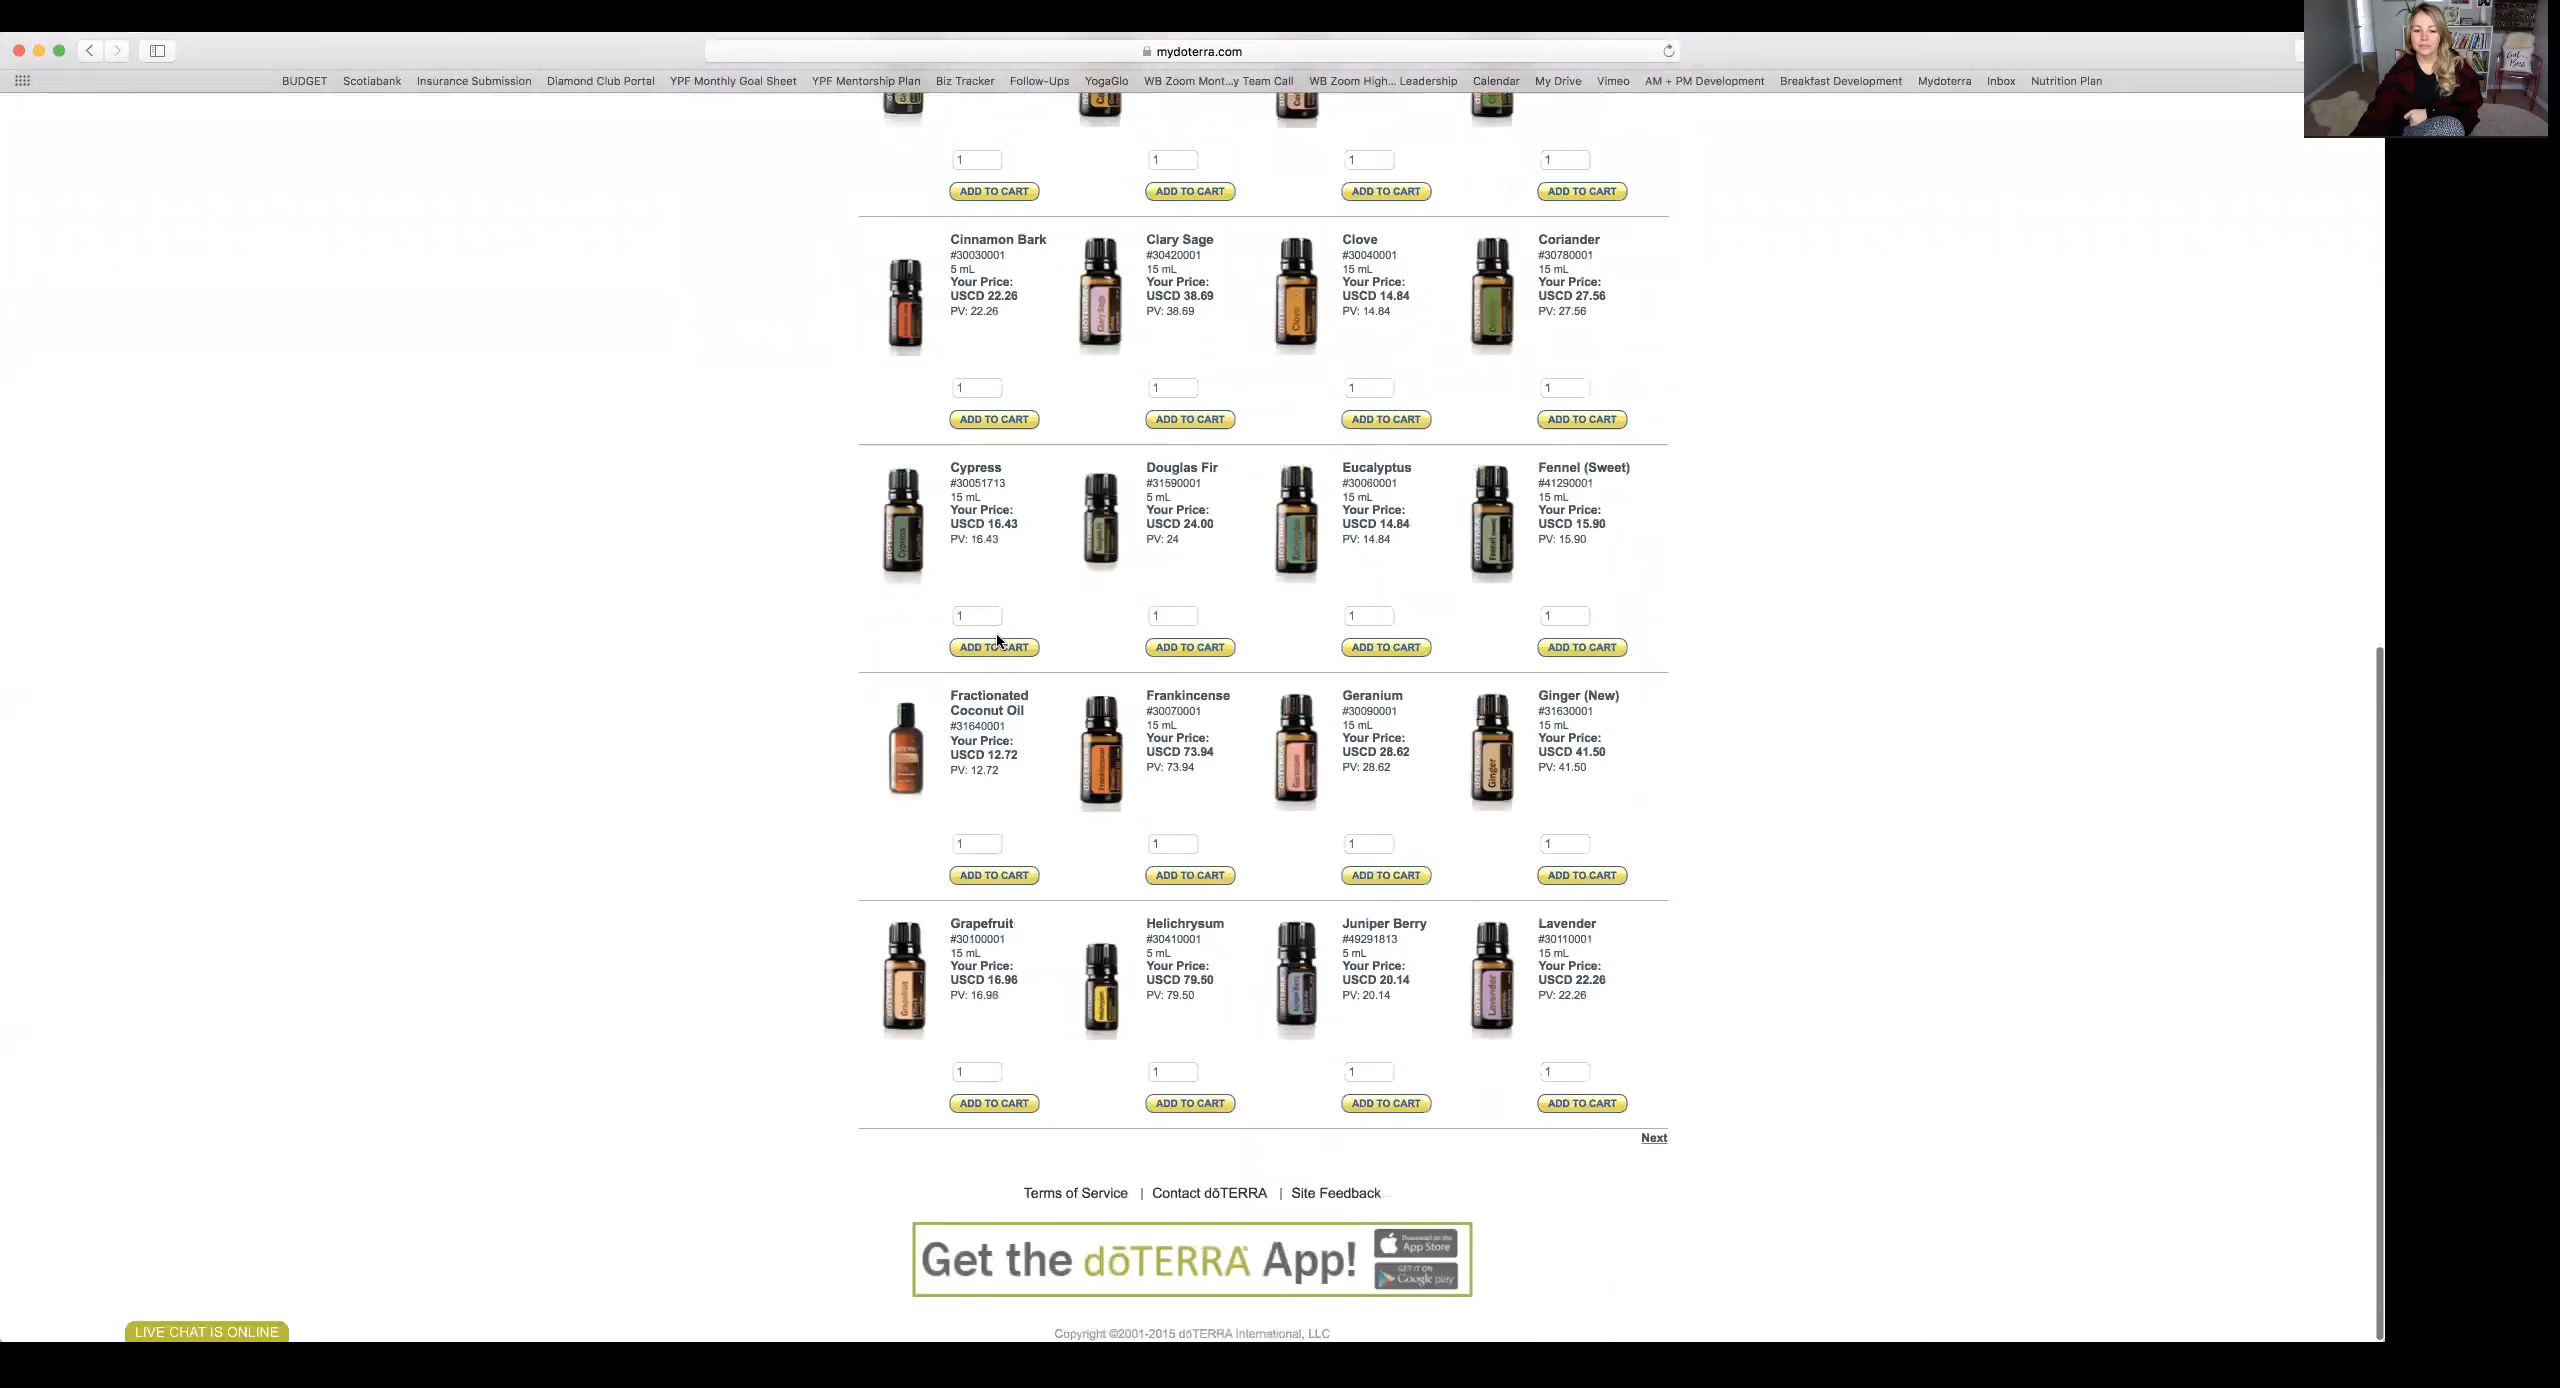 mydoterra.com
BUDGET Scotiabank Insurance Submission Diamond Club Portal YPF Monthly Goal Sheet YPF Mentorship Plan Biz Tracker Follow-Ups YogaGlo WB Zoom Mont...y Team Call WB Zoom High... Leadership Calendar My Drive Vimeo AM + PM Development Breakfast Development Mydoterra Inbox Nutrition Plan
1 1 1 1
ADD TO CART ADD TO CART ADD TO CART ADD TO CART
Cinnamon Bark Clary Sage Clove Coriander
#30030001 #30420001 #30040001 #30780001
5 mL 15 mL 15 mL 15 mL
Your Price: Your Price: Your Price: Your Price:
USCD 22.26 USCD 38.69 USCD 14.84 USCD 27.56
PV: 22.26 PV: 38.69 PV: 14.84 PV: 27.56
1 1 1 1
ADD TO CART ADD TO CART ADD TO CART ADD TO CART
Cypress Douglas Fir Eucalyptus Fennel (Sweet)
#30051713 #31590001 #30060001 #41290001
15 mL 5 mL 15 mL 15 mL
Your Price: Your Price: Your Price: Your Price:
USCD 16.43 USCD 24.00 USCD 14.84 USCD 15.90
PV: 16.43 PV: 24 PV: 14.84 PV: 15.90
1 1 1 1
ADD TO CART ADD TO CART ADD TO CART ADD TO CART
Fractionated Frankincense Geranium Ginger (New)
Coconut Oil #30070001 #30090001 #31630001
#31640001 15 mL 15 mL 15 mL
Your Price: Your Price: Your Price: Your Price:
USCD 12.72 USCD 73.94 USCD 28.62 USCD 41.50
PV: 12.72 PV: 73.94 PV: 28.62 PV: 41.50
1 1 1 1
ADD TO CART ADD TO CART ADD TO CART ADD TO CART
Grapefruit Helichrysum Juniper Berry Lavender
#30100001 #30410001 #49291813 #30110001
15 mL 5 mL 5 mL 15 mL
Your Price: Your Price: Your Price: Your Price:
USCD 16.96 USCD 79.50 USCD 20.14 USCD 22.26
PV: 16.96 PV: 79.50 PV: 20.14 PV: 22.26
1 1 1 1
ADD TO CART ADD TO CART ADD TO CART ADD TO CART
Next
Terms of Service | Contact dōTERRA | Site Feedback
Get the dōTERRA App!
Download on the
App Store
GET IT ON
Google play
LIVE CHAT IS ONLINE
Copyright ©2001-2015 dōTERRA International, LLC